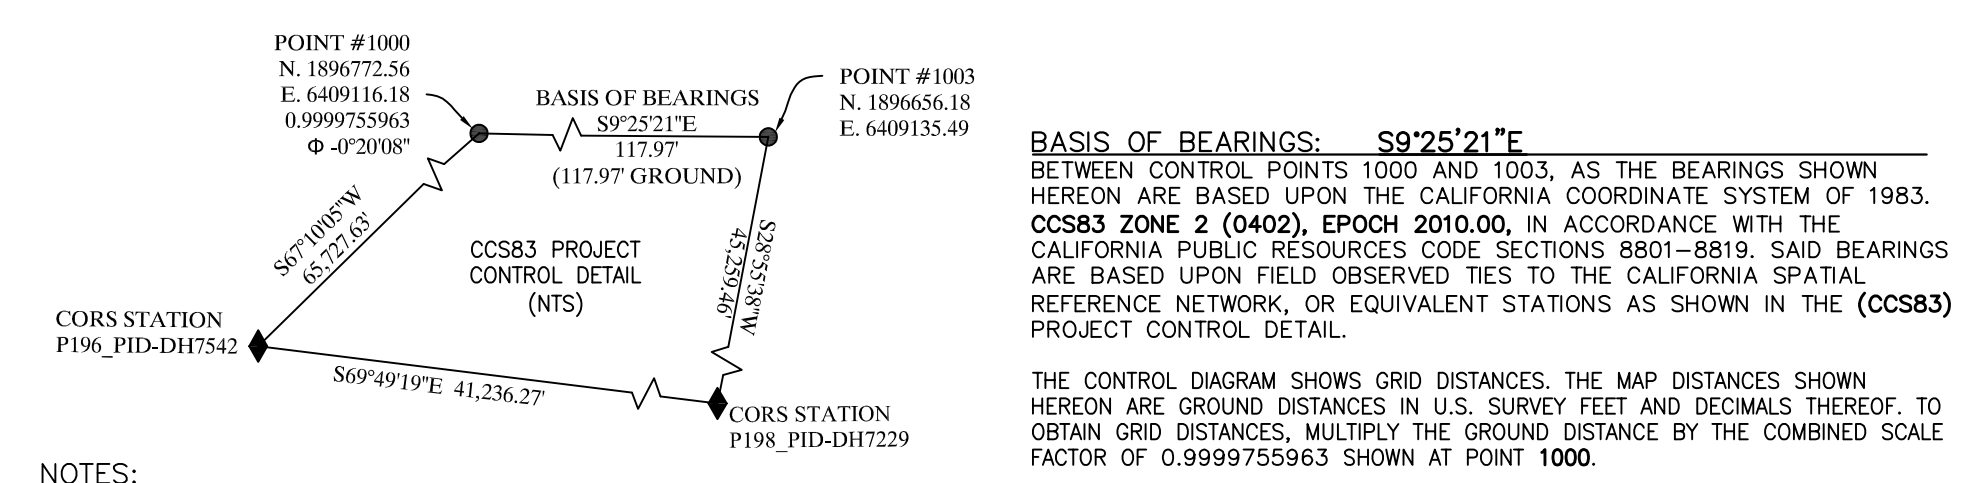 POINT #1000
N. 1896772.56
E. 6409116.18
0.9999755963
Φ -0°20'08"
BASIS OF BEARINGS
S9°25'21"E
117.97'
(117.97' GROUND)
POINT #1003
N. 1896656.18
E. 6409135.49
S67°10'05"W
65,727.63'
CCS83 PROJECT
CONTROL DETAIL
(NTS)
S28°55'38"W
45,259.46'
CORS STATION
P196_PID-DH7542
S69°49'19"E 41,236.27'
CORS STATION
P198_PID-DH7229
NOTES:
BASIS OF BEARINGS: S9°25'21"E
BETWEEN CONTROL POINTS 1000 AND 1003, AS THE BEARINGS SHOWN
HEREON ARE BASED UPON THE CALIFORNIA COORDINATE SYSTEM OF 1983.
CCS83 ZONE 2 (0402), EPOCH 2010.00, IN ACCORDANCE WITH THE
CALIFORNIA PUBLIC RESOURCES CODE SECTIONS 8801-8819. SAID BEARINGS
ARE BASED UPON FIELD OBSERVED TIES TO THE CALIFORNIA SPATIAL
REFERENCE NETWORK, OR EQUIVALENT STATIONS AS SHOWN IN THE (CCS83)
PROJECT CONTROL DETAIL.
THE CONTROL DIAGRAM SHOWS GRID DISTANCES. THE MAP DISTANCES SHOWN
HEREON ARE GROUND DISTANCES IN U.S. SURVEY FEET AND DECIMALS THEREOF. TO
OBTAIN GRID DISTANCES, MULTIPLY THE GROUND DISTANCE BY THE COMBINED SCALE
FACTOR OF 0.9999755963 SHOWN AT POINT 1000.